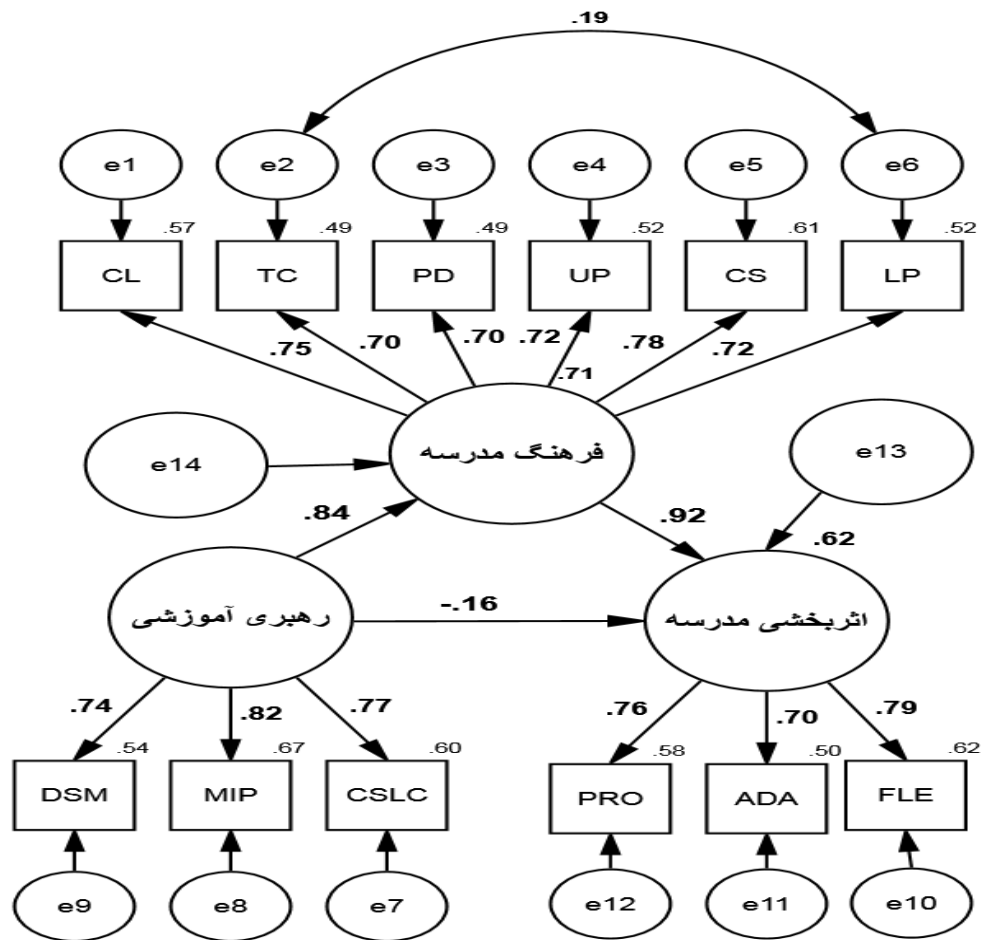 .19
e1 e2 e3 e4 e5 e6
.57 .49 .49 .52 .61 .52
CL TC PD UP CS LP
.75 .70 .70 .72 .78 .72
.71
فرهنگ مدرسه
e14
e13
.84 .92 .62
رهبری آموزشی
-.16
اثربخشی مدرسه
.74 .82 .77 .76 .70 .79
.54 .67 .60 .58 .50 .62
DSM MIP CSLC PRO ADA FLE
e9 e8 e7 e12 e11 e10